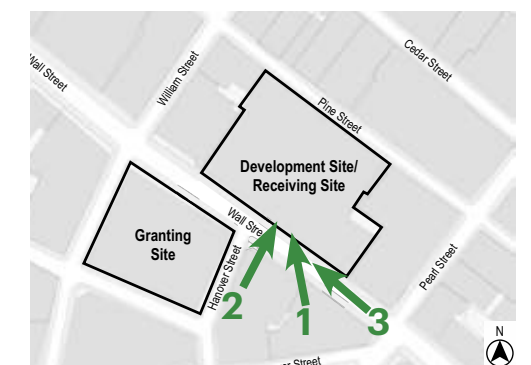 Cedar Street
Wall Street
William Street
Pine Street
Development Site/
Receiving Site
Wall Stre
Granting
Site
Hanover Street
Pearl Street
2
1
3
N
Street